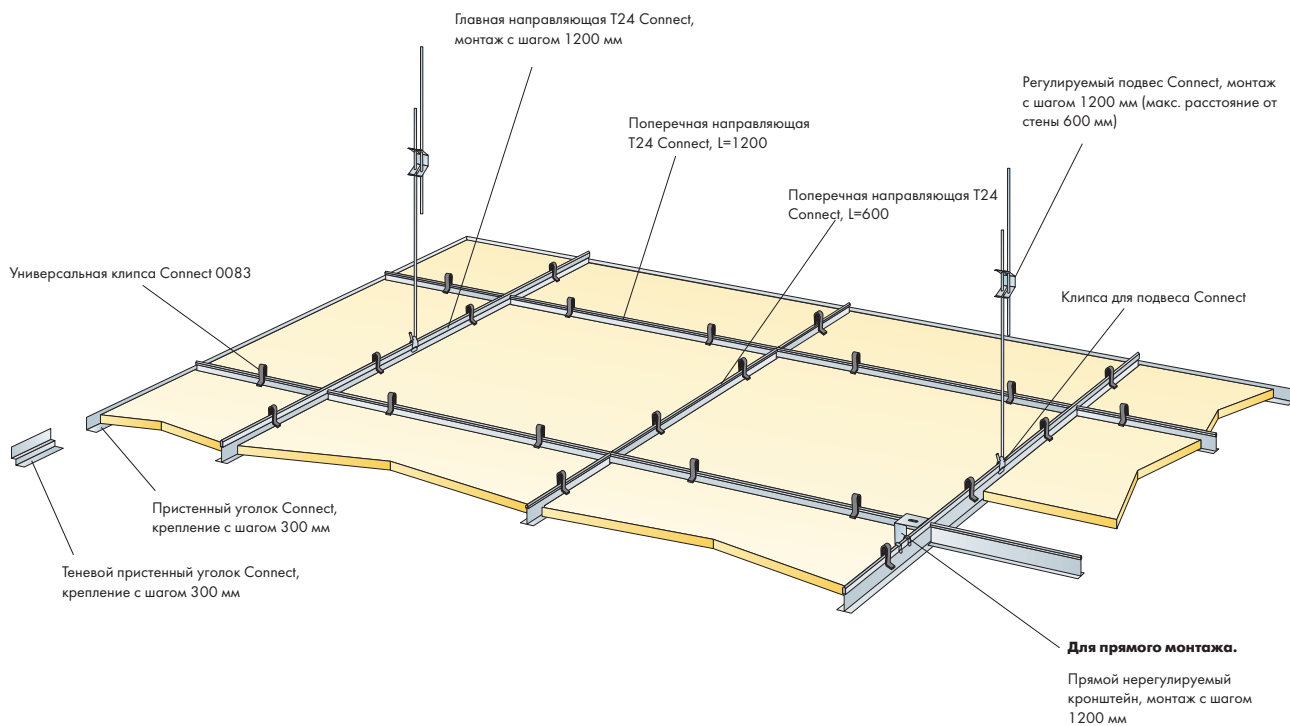 Главная направляющая T24 Connect,
монтаж с шагом 1200 мм
Регулируемый подвес Connect, монтаж
с шагом 1200 мм (макс. расстояние от
стены 600 мм)
Поперечная направляющая
T24 Connect, L=1200
Поперечная направляющая T24
Connect, L=600
Универсальная клипса Connect 0083
Клипса для подвеса Connect
Пристенный уголок Connect,
крепление с шагом 300 мм
Теневой пристенный уголок Connect,
крепление с шагом 300 мм
Для прямого монтажа.
Прямой нерегулируемый
кронштейн, монтаж с шагом
1200 мм